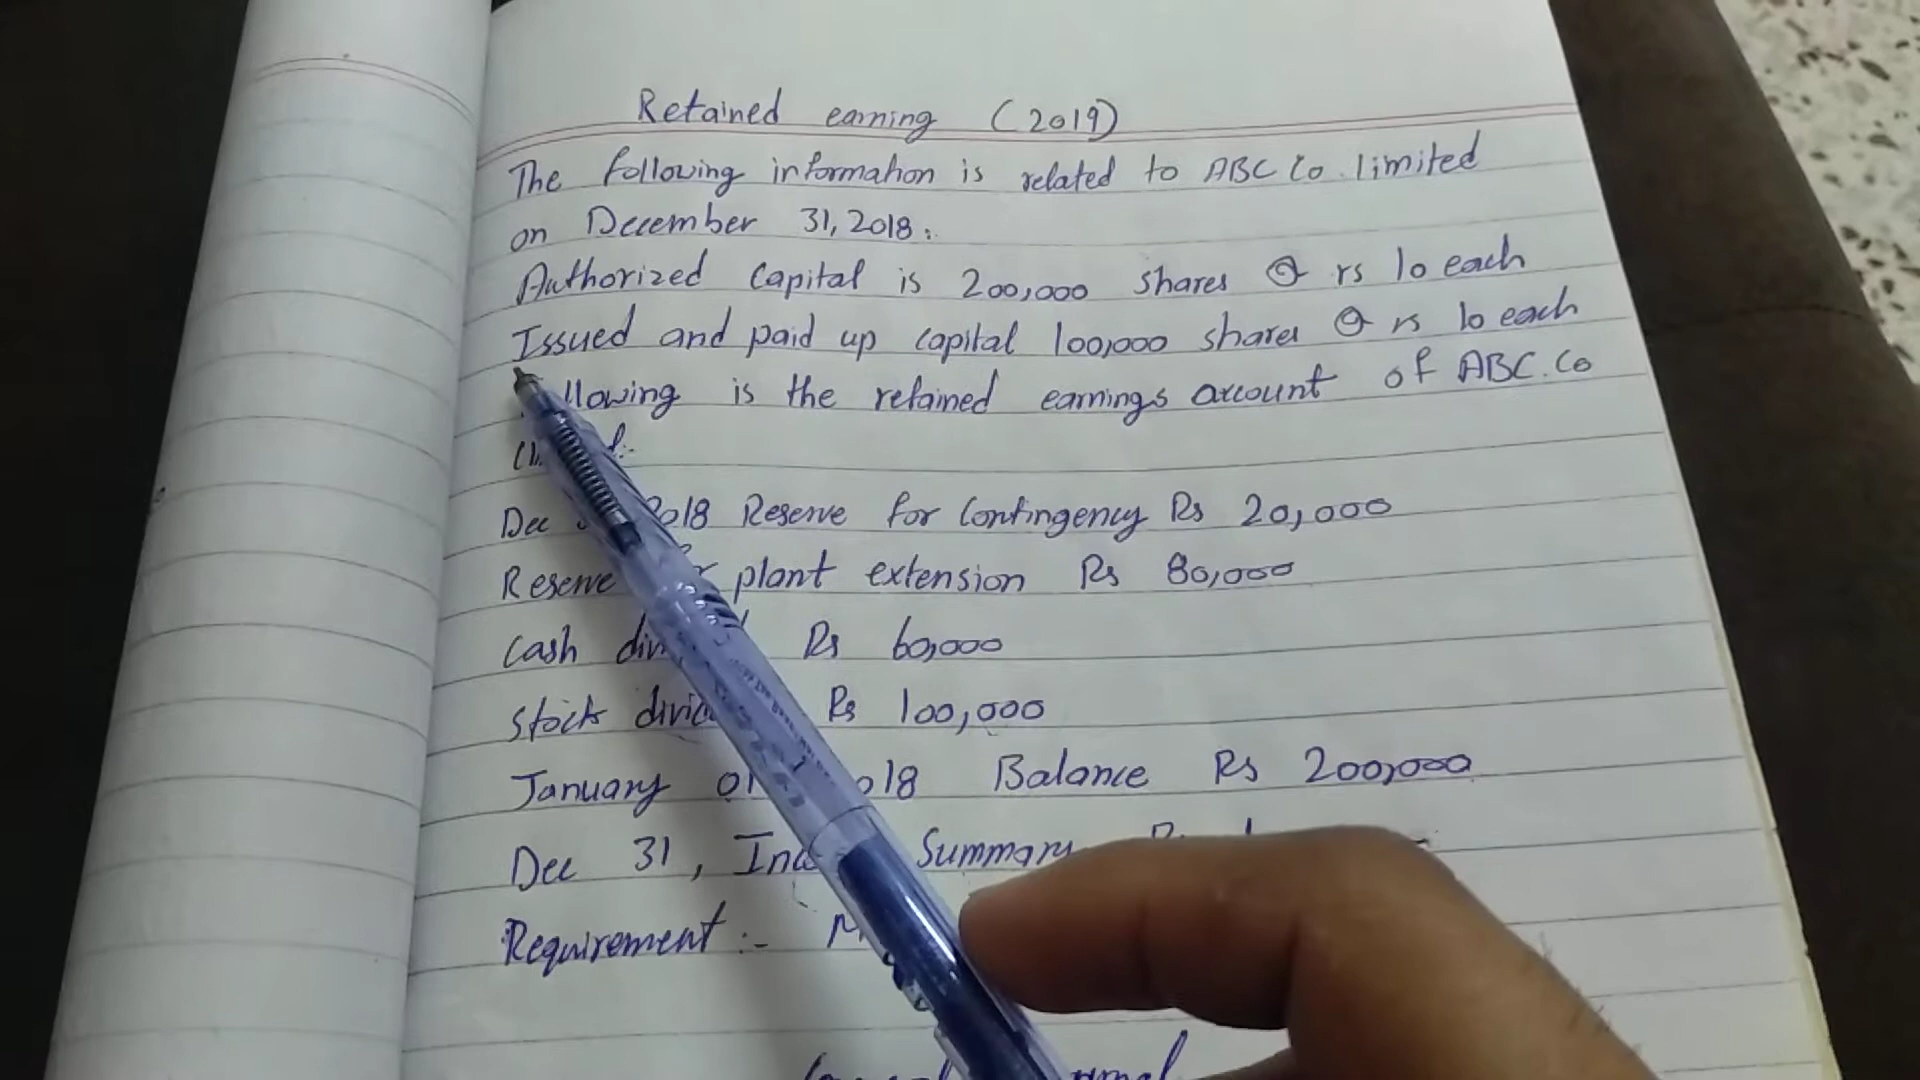 Retained earning (2019)
The following information is related to ABC Co. limited
on December 31, 2018:
Authorized Capital is 200,000 shares @ rs 10 each
Issued and paid up capital 100,000 shares @ rs 10 each
is the retained earnings account of ABC. Co
Dec 2018 Reserve for Contingency Rs 20,000
Reserve plant extension Rs 80,000
Cash Rs 60,000
Stock Rs 100,000
January 01 Balance Rs 200,000
Dec 31, Summary
Requirement :-